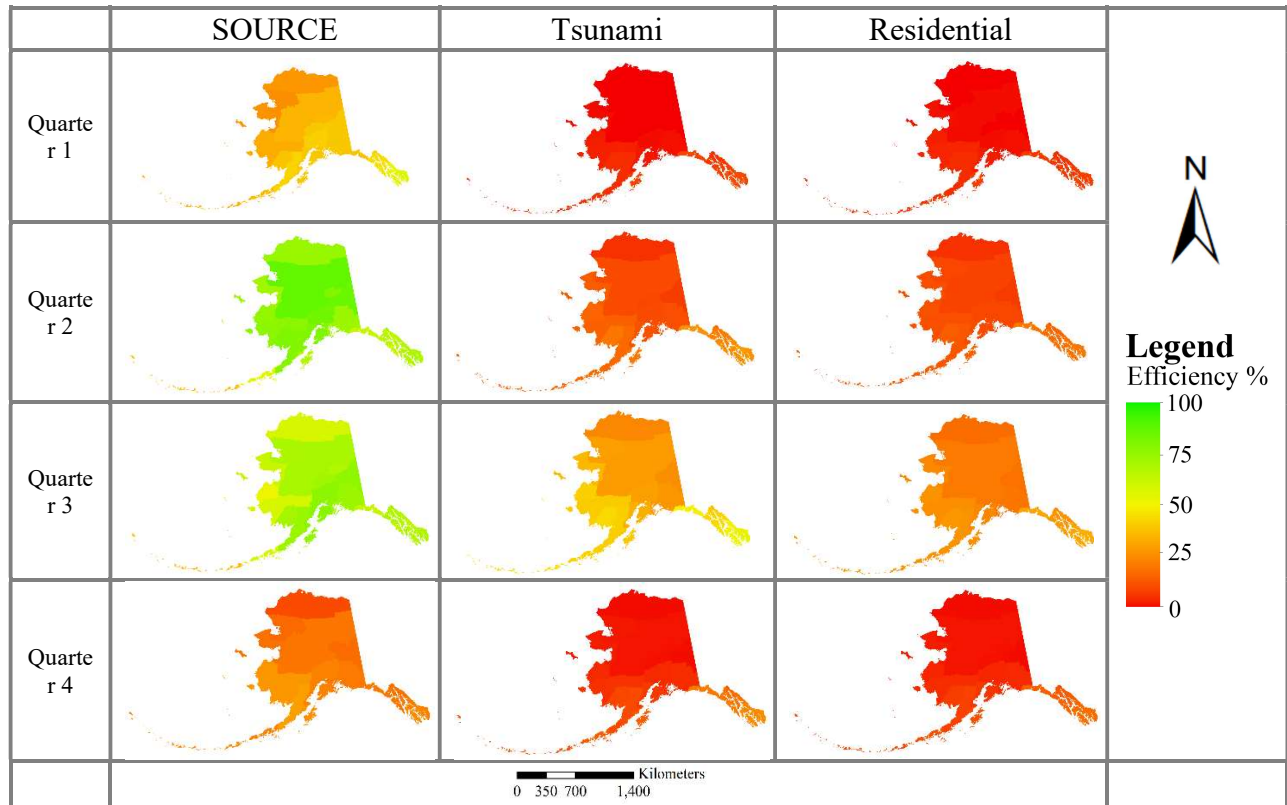 SOURCE
Tsunami
Residential
Quarte
r 1
Quarte
r 2
Quarte
r 3
Quarte
r 4
N
Legend
Efficiency %
100
75
50
25
0
Kilometers
0 350 700 1,400